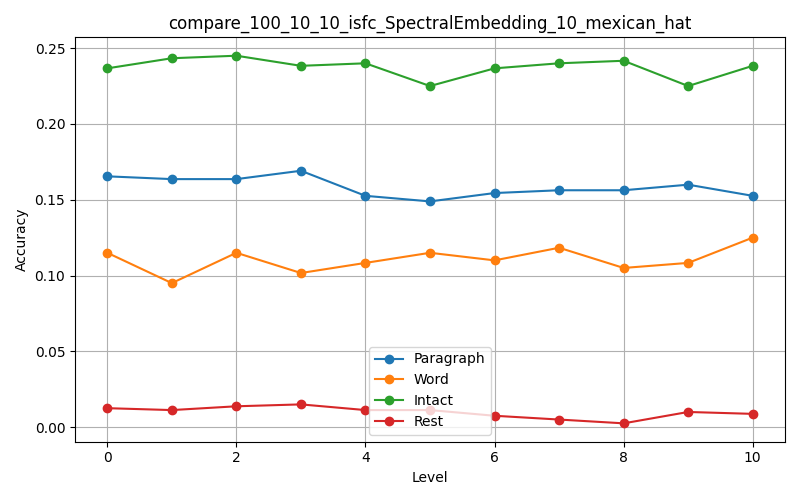 compare_100_10_10_isfc_SpectralEmbedding_10_mexican_hat
0.25
0.20
0.15
0.10
0.05
0.00
Accuracy
Paragraph
Word
Intact
Rest
0 2 4 6 8 10
Level